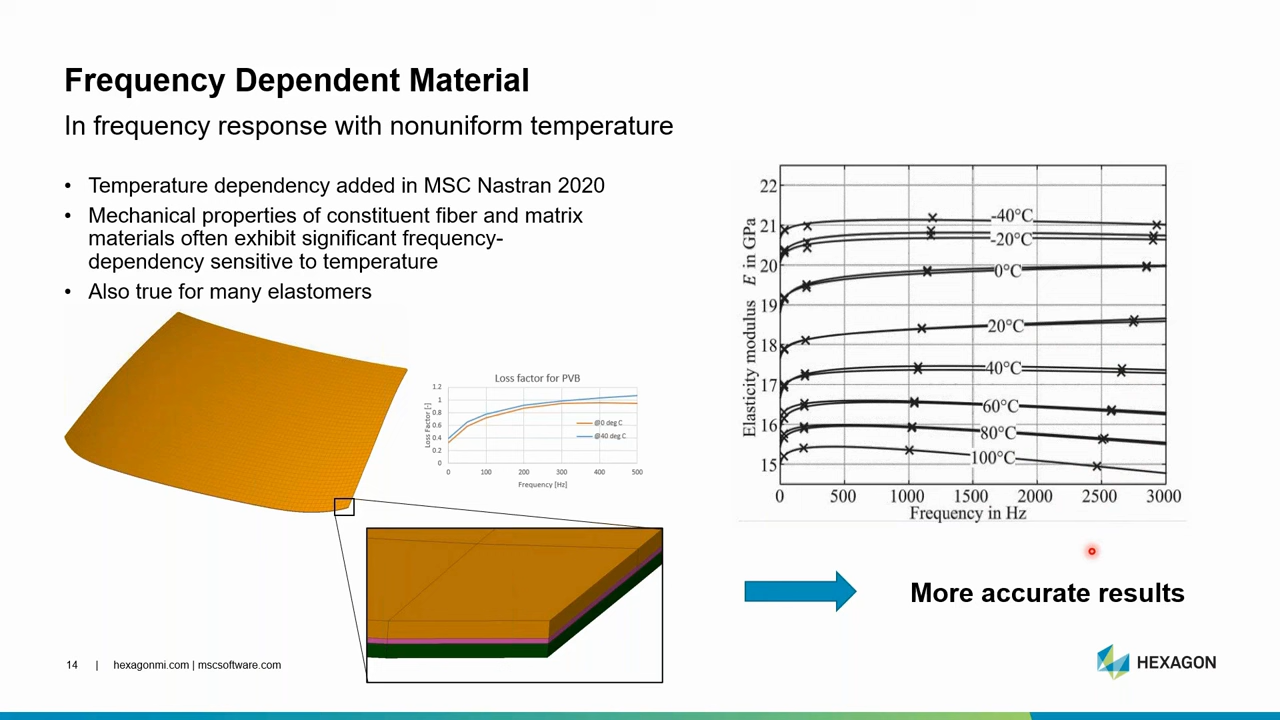 Frequency Dependent Material
In frequency response with nonuniform temperature
• Temperature dependency added in MSC Nastran 2020
• Mechanical properties of constituent fiber and matrix
materials often exhibit significant frequency-
dependency sensitive to temperature
• Also true for many elastomers
Loss factor for PVB
Loss Factor [-]
1.2
1
0.8
0.6
0.4
0.2
0
@0 deg C
@40 deg C
0 100 200 300 400 500
Frequency [Hz]
Elasticity modulus E in GPa
22
21
20
19
18
17
16
15
-40°C
-20°C
0°C
20°C
40°C
60°C
80°C
100°C
0 500 1000 1500 2000 2500 3000
Frequency in Hz
More accurate results
14 | hexagonmi.com | mscsoftware.com
HEXAGON